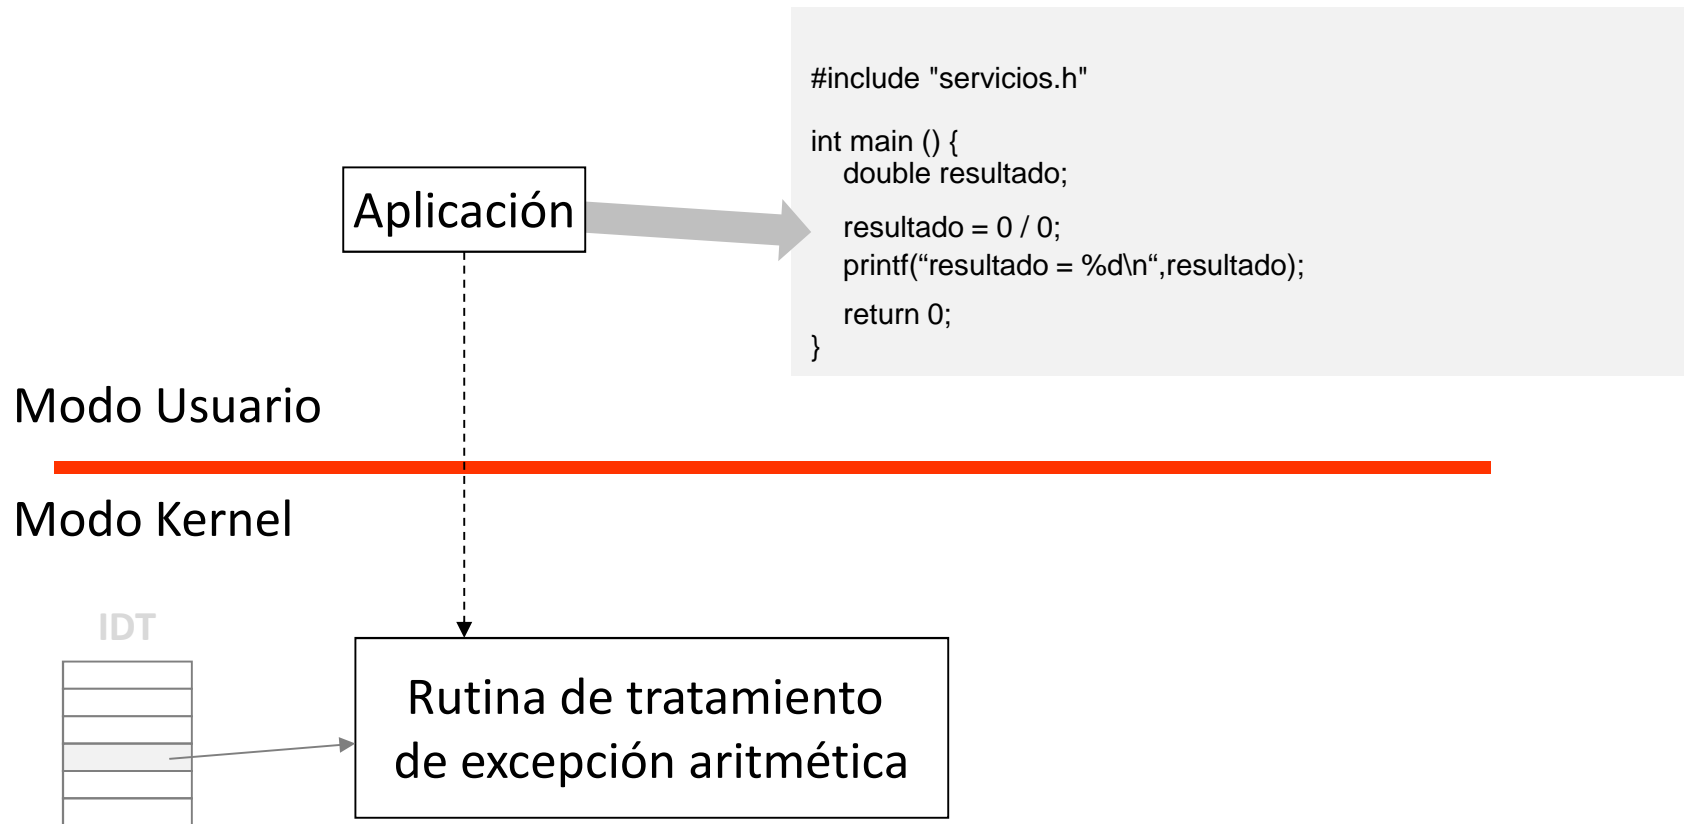 #include "servicios.h"
int main () {
double resultado;
Aplicación
resultado = 0 / 0;
printf(“resultado = %d\n“,resultado);
return 0;
}
Modo Usuario
Modo Kernel
IDT
Rutina de tratamiento
de excepción aritmética